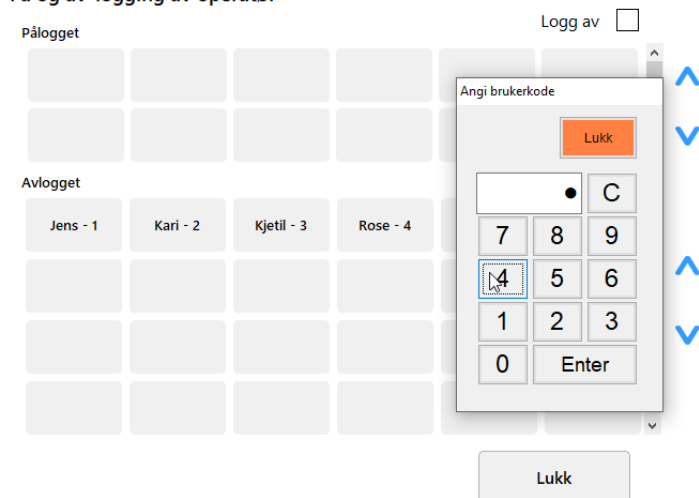 Logg av
Pålogget
Angi brukerkode
Lukk
Avlogget
C
Jens - 1 Kari - 2 Kjetil - 3 Rose - 4
7 8 9
4 5 6
1 2 3
0 Enter
Lukk